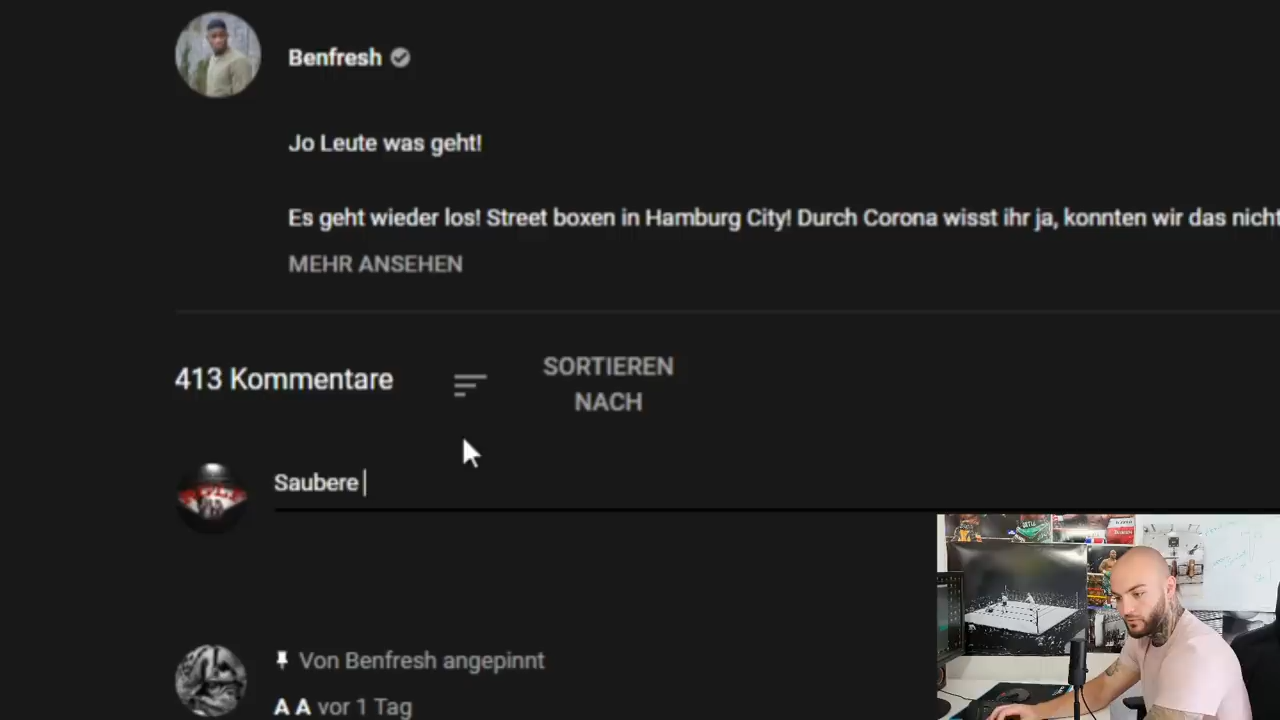 Benfresh
Jo Leute was geht!
Es geht wieder los! Street boxen in Hamburg City! Durch Corona wisst ihr ja, konnten wir das nicht
MEHR ANSEHEN
413 Kommentare
SORTIEREN
NACH
Saubere
Von Benfresh angepinnt
A A vor 1 Tag